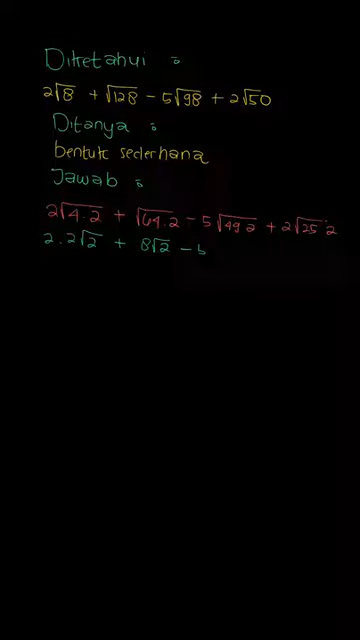 Diketahui :
2√8 + √128 - 5√98 + 2√50
Ditanya :
bentuk sederhana
Jawab :
2√4.2 + √64.2 - 5√49.2 + 2√25.2
2.2√2 + 8√2 - 5